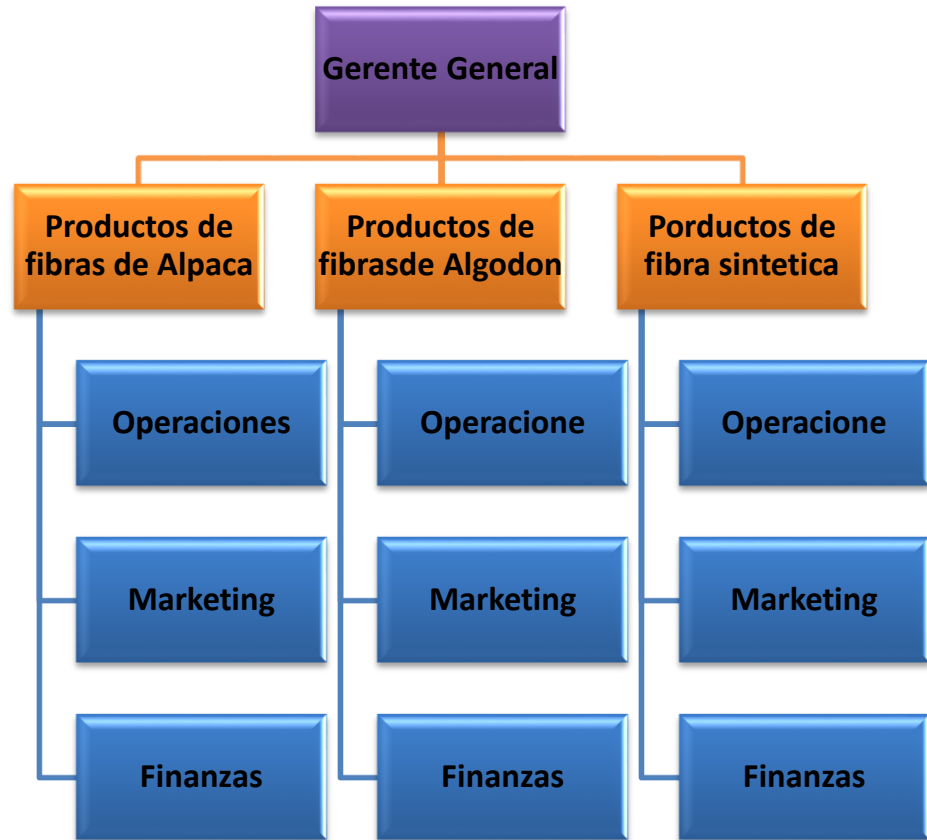 Gerente General
Productos de
fibras de Alpaca
Productos de
fibrasde Algodon
Porductos de
fibra sintetica
Operaciones
Operacione
Operacione
Marketing
Marketing
Marketing
Finanzas
Finanzas
Finanzas